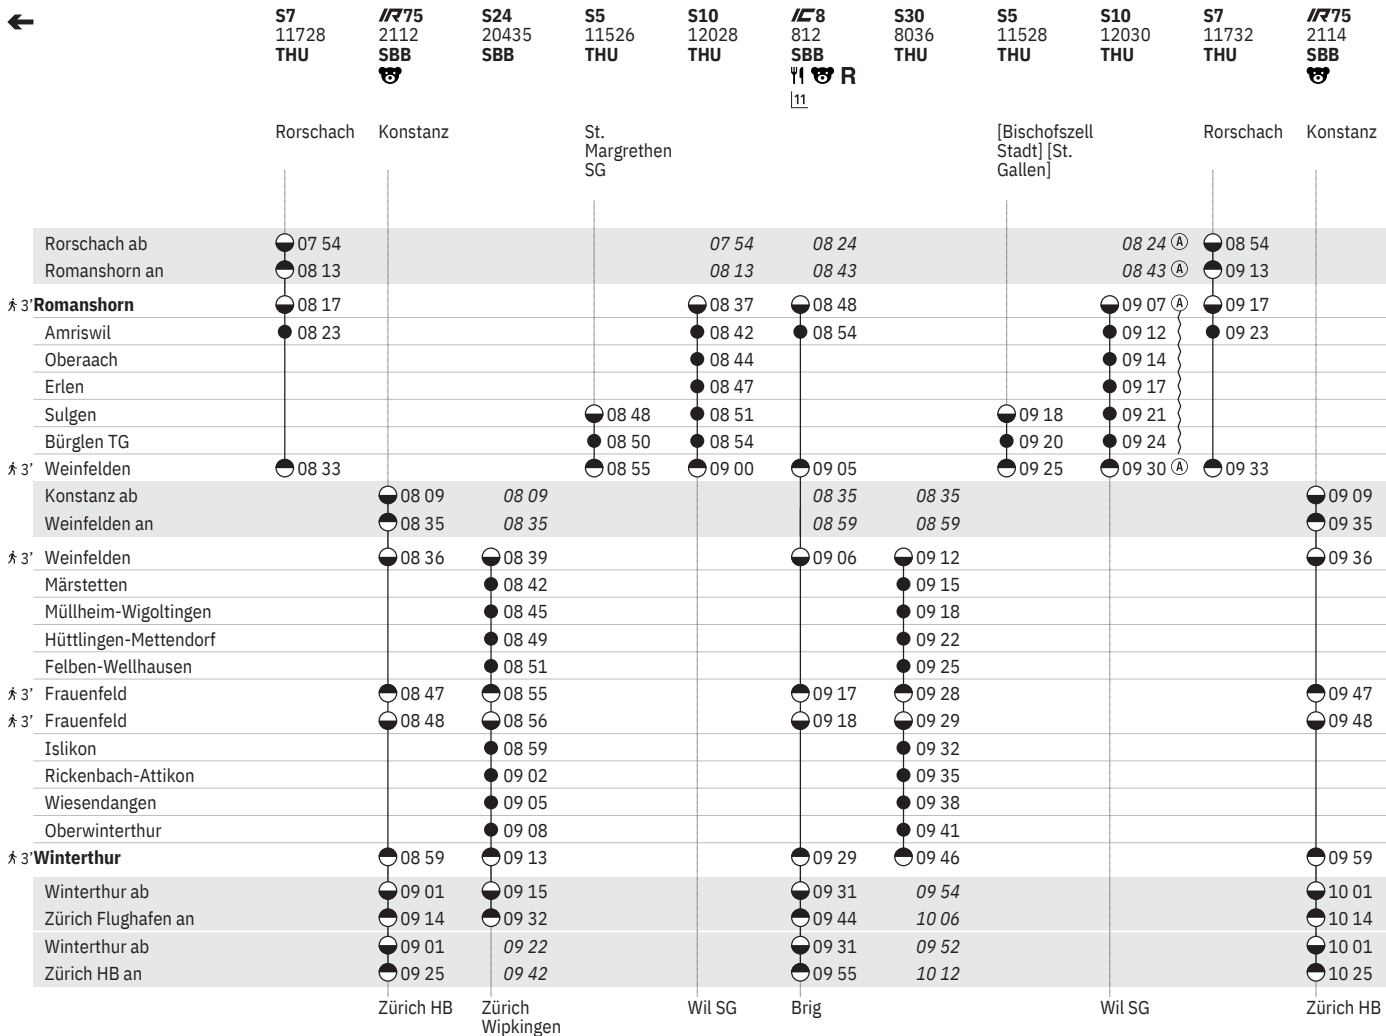 S7 IR75 S24 S5 S10 IC8 S30 S5 S10 S7 IR75
11728 2112 20435 11526 12028 812 8036 11528 12030 11732 2114
THU SBB SBB THU THU SBB THU THU THU THU SBB
R
11
Rorschach Konstanz St. [Bischofszell Rorschach Konstanz
Margrethen Stadt] [St.
SG Gallen]
Rorschach ab 07 54 07 54 08 24 08 24 A 08 54
Romanshorn an 08 13 08 13 08 43 08 43 A 09 13
3' Romanshorn 08 17 08 37 08 48 09 07 A 09 17
Amriswil 08 23 08 42 08 54 09 12 09 23
Oberaach 08 44 09 14
Erlen 08 47 09 17
Sulgen 08 48 08 51 09 18 09 21
Bürglen TG 08 50 08 54 09 20 09 24
3' Weinfelden 08 33 08 55 09 00 09 05 09 25 09 30 A 09 33
Konstanz ab 08 09 08 09 08 35 08 35 09 09
Weinfelden an 08 35 08 35 08 59 08 59 09 35
3' Weinfelden 08 36 08 39 09 06 09 12 09 36
Märstetten 08 42 09 15
Müllheim-Wigoltingen 08 45 09 18
Hüttlingen-Mettendorf 08 49 09 22
Felben-Wellhausen 08 51 09 25
3' Frauenfeld 08 47 08 55 09 17 09 28 09 47
3' Frauenfeld 08 48 08 56 09 18 09 29 09 48
Islikon 08 59 09 32
Rickenbach-Attikon 09 02 09 35
Wiesendangen 09 05 09 38
Oberwinterthur 09 08 09 41
3' Winterthur 08 59 09 13 09 29 09 46 09 59
Winterthur ab 09 01 09 15 09 31 09 54 10 01
Zürich Flughafen an 09 14 09 32 09 44 10 06 10 14
Winterthur ab 09 01 09 22 09 31 09 52 10 01
Zürich HB an 09 25 09 42 09 55 10 12 10 25
Zürich HB Zürich Wil SG Brig Wil SG Zürich HB
Wipkingen